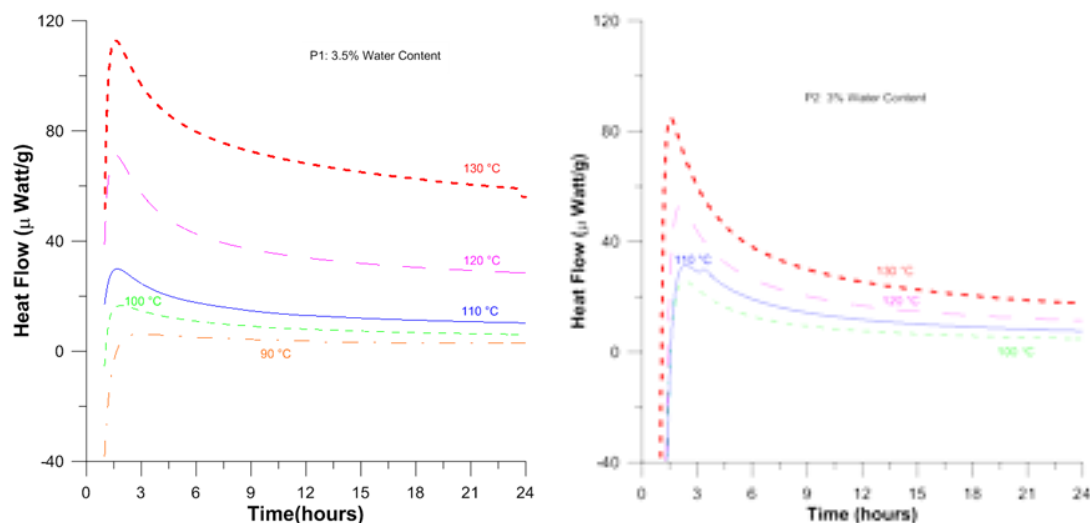 120
80
40
0
-40
Heat Flow (μ Watt/g)
P1: 3.5% Water Content
130 °C
120 °C
110 °C
100 °C
90 °C
0 3 6 9 12 15 18 21 24
Time(hours)
120
80
40
0
-40
Heat Flow (μ Watt/g)
P2: 3% Water Content
110 °C
130 °C
120 °C
100 °C
0 3 6 9 12 15 18 21 24
Time (hours)